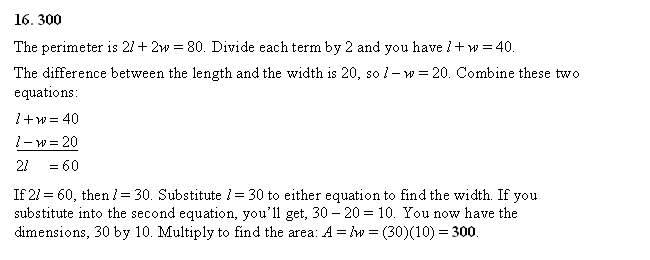 16. 300
The perimeter is 2l + 2w = 80. Divide each term by 2 and you have l + w = 40.
The difference between the length and the width is 20, so l – w = 20. Combine these two
equations:
l + w = 40
l – w = 20
2l = 60
If 2l = 60, then l = 30. Substitute l = 30 to either equation to find the width. If you
substitute into the second equation, you'll get, 30 – 20 = 10. You now have the
dimensions, 30 by 10. Multiply to find the area: A = lw = (30)(10) = 300.